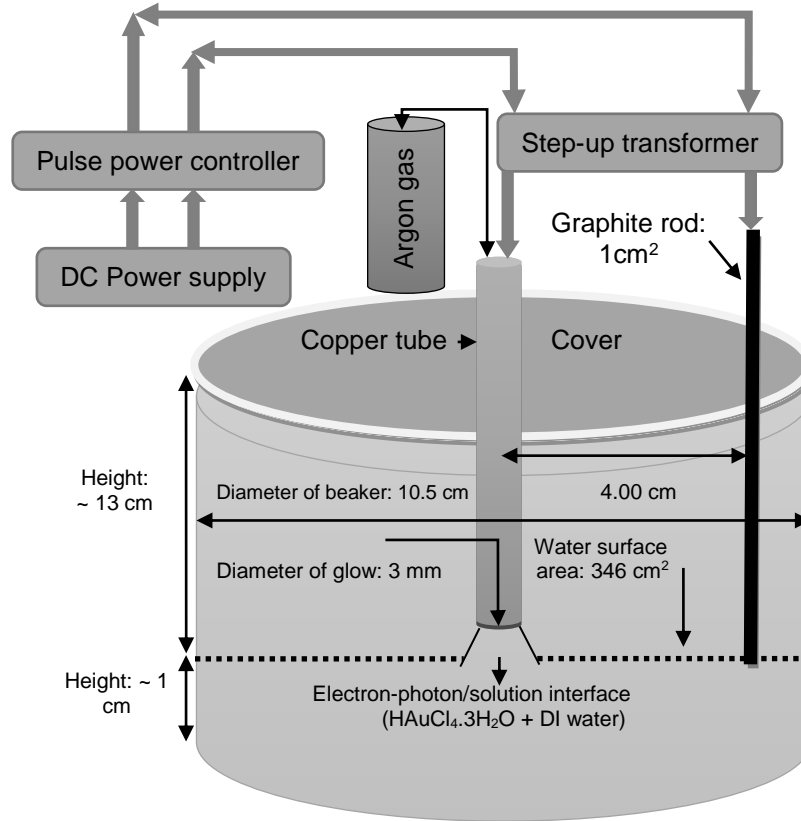 Pulse power controller
Step-up transformer
Argon gas
DC Power supply
Graphite rod:
1cm²
Copper tube
Cover
Height:
~ 13 cm
Diameter of beaker: 10.5 cm
4.00 cm
Diameter of glow: 3 mm
Water surface
area: 346 cm²
Height: ~ 1
cm
Electron-photon/solution interface
(HAuCl₄.3H₂O + DI water)